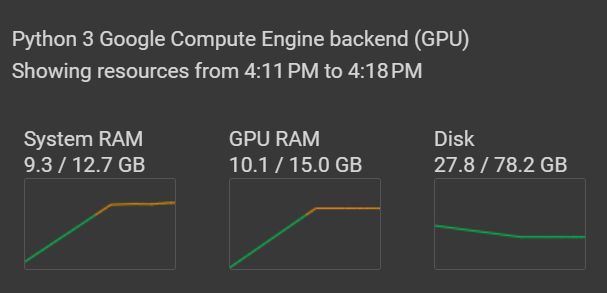 Python 3 Google Compute Engine backend (GPU)
Showing resources from 4:11 PM to 4:18 PM
System RAM GPU RAM Disk
9.3 / 12.7 GB 10.1 / 15.0 GB 27.8 / 78.2 GB